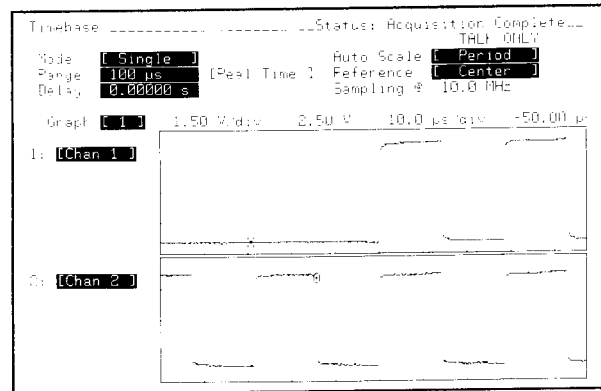 Timebase Status: Acquisition Complete
TALK ONLY
Mode [ Single ] Auto Scale [ Period ]
Range 100 µs [Real Time ] Reference [ Center ]
Delay 0.00000 s Sampling @ 10.0 MHz
Graph [ 1 ] 1.50 V/div 2.50 V 10.0 µs/div -50.00 µ
1: [Chan 1 ]
2: [Chan 2 ]